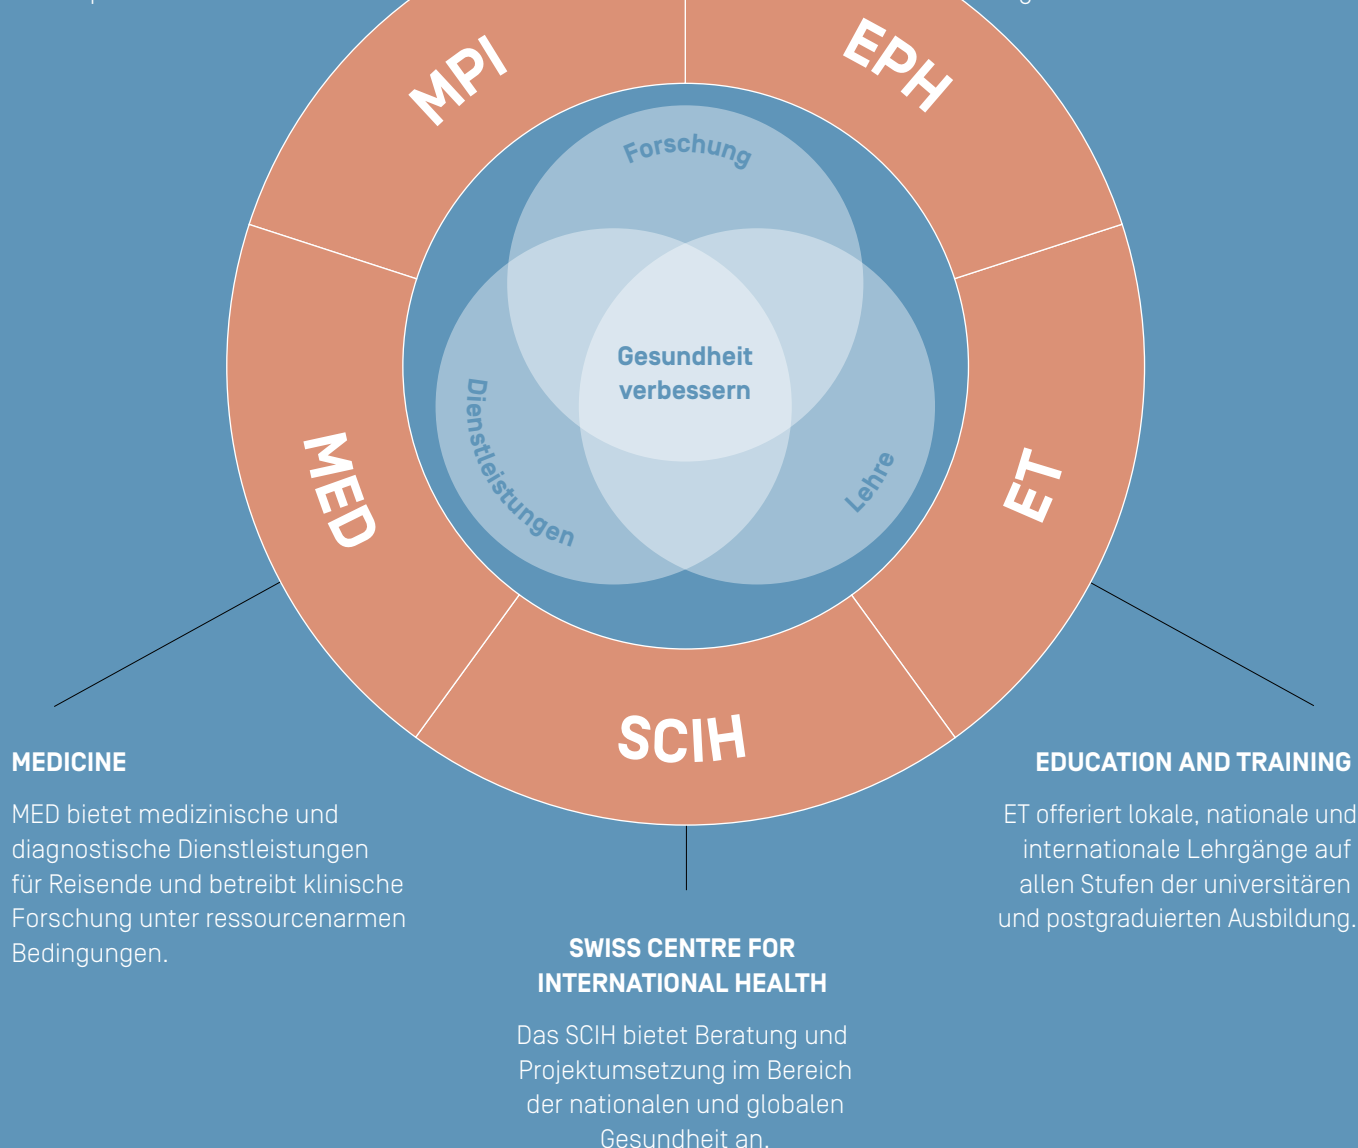 MPI
EPH
Forschung
Gesundheit
verbessern
Dienstleistungen
Lehre
MED
ET
SCIH
MEDICINE
MED bietet medizinische und
diagnostische Dienstleistungen
für Reisende und betreibt klinische
Forschung unter ressourcenarmen
Bedingungen.
SWISS CENTRE FOR
INTERNATIONAL HEALTH
Das SCIH bietet Beratung und
Projektumsetzung im Bereich
der nationalen und globalen
Gesundheit an.
EDUCATION AND TRAINING
ET offeriert lokale, nationale und
internationale Lehrgänge auf
allen Stufen der universitären
und postgraduierten Ausbildung.